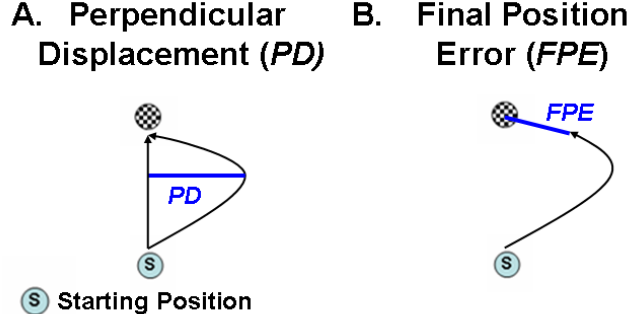 A. Perpendicular
Displacement (PD)
B. Final Position
Error (FPE)
FPE
PD
S
S
S Starting Position